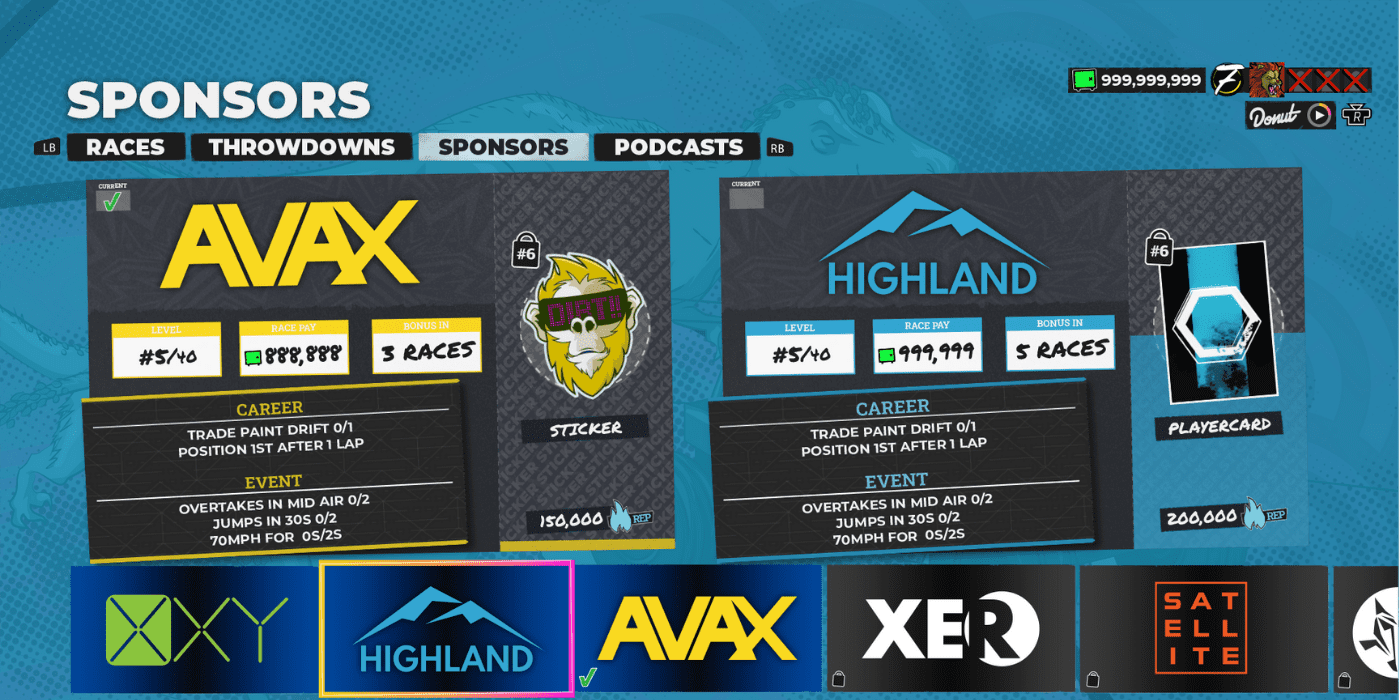 SPONSORS
999,999,999
Donut
R
LB
RACES
THROWDOWNS
SPONSORS
PODCASTS
RB
CURRENT
AVAX
LEVEL
#5/40
RACE PAY
888,888
BONUS IN
3 RACES
CAREER
TRADE PAINT DRIFT 0/1
POSITION 1ST AFTER 1 LAP
EVENT
OVERTAKES IN MID AIR 0/2
JUMPS IN 30S 0/2
70MPH FOR 0S/2S
#6
DIRT!!
STICKER
150,000 REP
CURRENT
HIGHLAND
LEVEL
#5/40
RACE PAY
999,999
BONUS IN
5 RACES
CAREER
TRADE PAINT DRIFT 0/1
POSITION 1ST AFTER 1 LAP
EVENT
OVERTAKES IN MID AIR 0/2
JUMPS IN 30S 0/2
70MPH FOR 0S/2S
#6
PLAYERCARD
200,000 REP
XXY
HIGHLAND
AVAX
XER
SAT
ELL
ITE